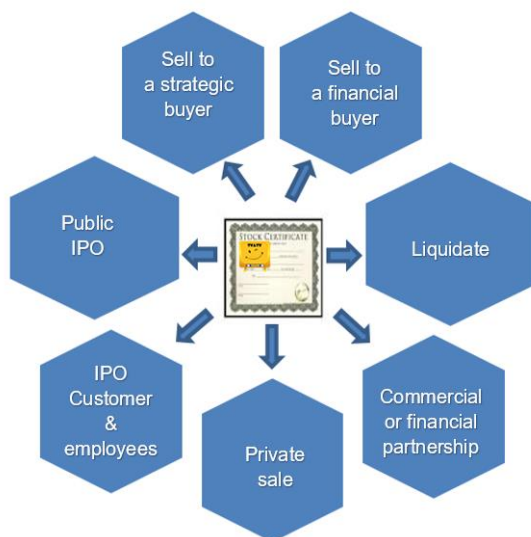 Sell to
a strategic
buyer
Sell to
a financial
buyer
Public
IPO
STOCK CERTIFICATE
Liquidate
IPO
Customer
&
employees
Private
sale
Commercial
or financial
partnership